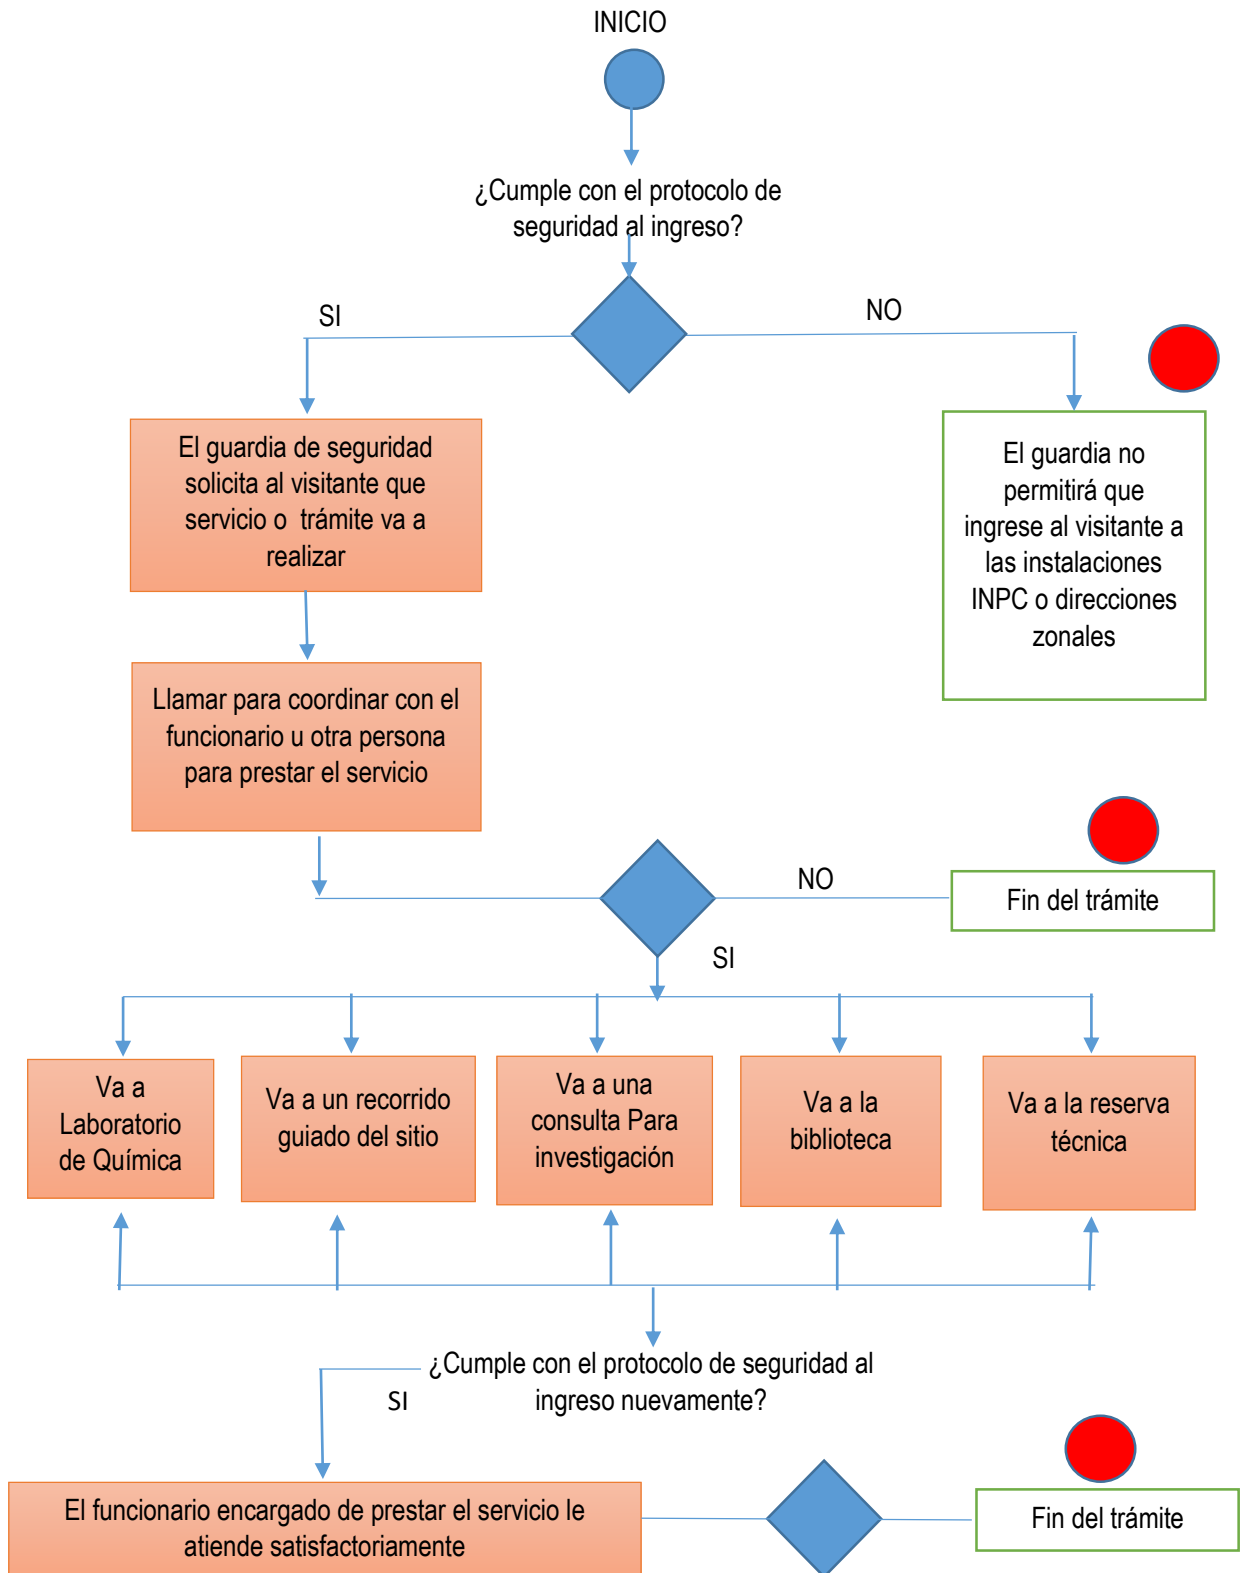 INICIO
¿Cumple con el protocolo de
seguridad al ingreso?
SI
NO
El guardia de seguridad
solicita al visitante que
servicio o trámite va a
realizar
El guardia no
permitirá que
ingrese al visitante a
las instalaciones
INPC o direcciones
zonales
Llamar para coordinar con el
funcionario u otra persona
para prestar el servicio
NO
Fin del trámite
SI
Va a
Laboratorio
de Química
Va a un recorrido
guiado del sitio
Va a una
consulta Para
investigación
Va a la
biblioteca
Va a la reserva
técnica
¿Cumple con el protocolo de seguridad al
ingreso nuevamente?
SI
El funcionario encargado de prestar el servicio le
atiende satisfactoriamente
Fin del trámite